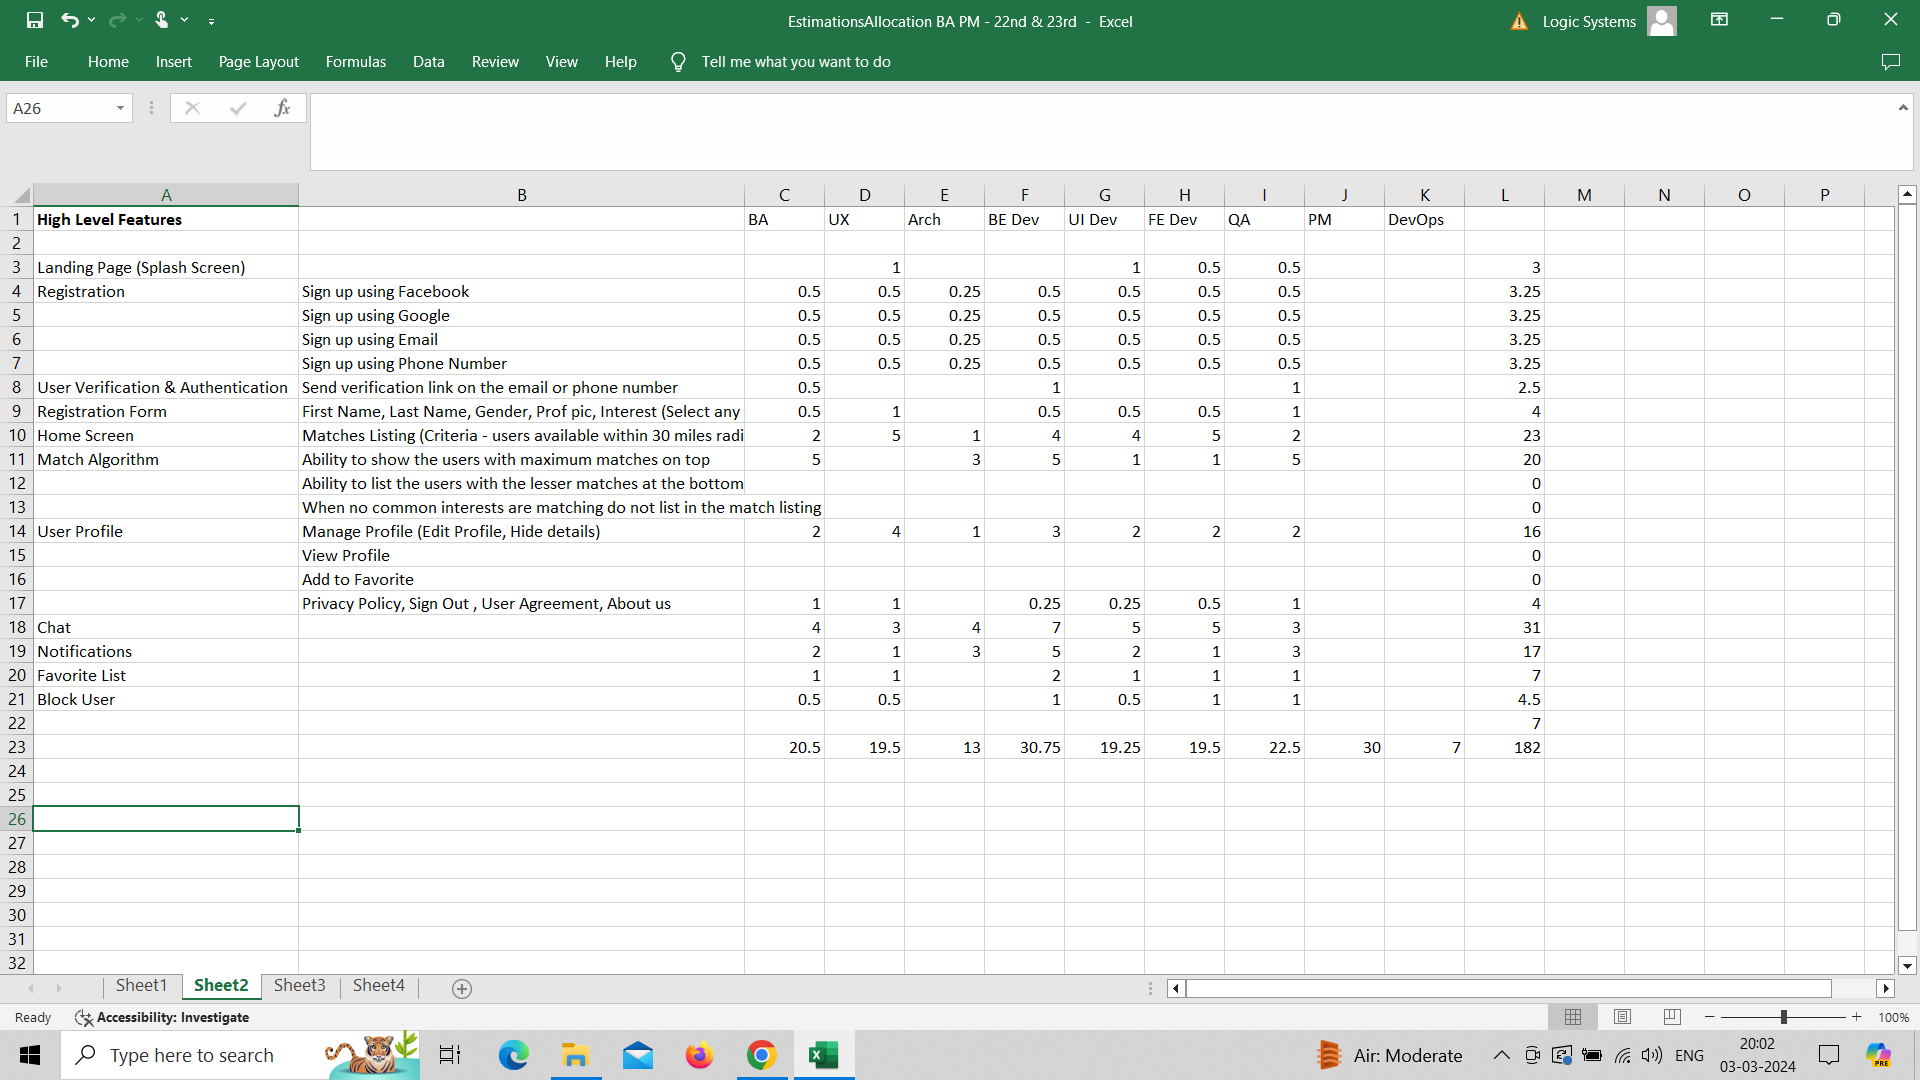 EstimationsAllocation BA PM - 22nd & 23rd - Excel
Logic Systems
File Home Insert Page Layout Formulas Data Review View Help Tell me what you want to do
A26
fx
A B C D E F G H I J K L M N O P
1 High Level Features BA UX Arch BE Dev UI Dev FE Dev QA PM DevOps
2
3 Landing Page (Splash Screen) 1 1 0.5 0.5 3
4 Registration Sign up using Facebook 0.5 0.5 0.25 0.5 0.5 0.5 0.5 3.25
5 Sign up using Google 0.5 0.5 0.25 0.5 0.5 0.5 0.5 3.25
6 Sign up using Email 0.5 0.5 0.25 0.5 0.5 0.5 0.5 3.25
7 Sign up using Phone Number 0.5 0.5 0.25 0.5 0.5 0.5 0.5 3.25
8 User Verification & Authentication Send verification link on the email or phone number 0.5 1 1 2.5
9 Registration Form First Name, Last Name, Gender, Prof pic, Interest (Select any 0.5 1 0.5 0.5 0.5 1 4
10 Home Screen Matches Listing (Criteria - users available within 30 miles radi 2 5 1 4 4 5 2 23
11 Match Algorithm Ability to show the users with maximum matches on top 5 3 5 1 1 5 20
12 Ability to list the users with the lesser matches at the bottom 0
13 When no common interests are matching do not list in the match listing 0
14 User Profile Manage Profile (Edit Profile, Hide details) 2 4 1 3 2 2 2 16
15 View Profile 0
16 Add to Favorite 0
17 Privacy Policy, Sign Out , User Agreement, About us 1 1 0.25 0.25 0.5 1 4
18 Chat 4 3 4 7 5 5 3 31
19 Notifications 2 1 3 5 2 1 3 17
20 Favorite List 1 1 2 1 1 1 7
21 Block User 0.5 0.5 1 0.5 1 1 4.5
22 7
23 20.5 19.5 13 30.75 19.25 19.5 22.5 30 7 182
24
25
26
27
28
29
30
31
32
Sheet1 Sheet2 Sheet3 Sheet4
Ready Accessibility: Investigate 100%
Type here to search Air: Moderate ENG 20:02
03-03-2024
PRE